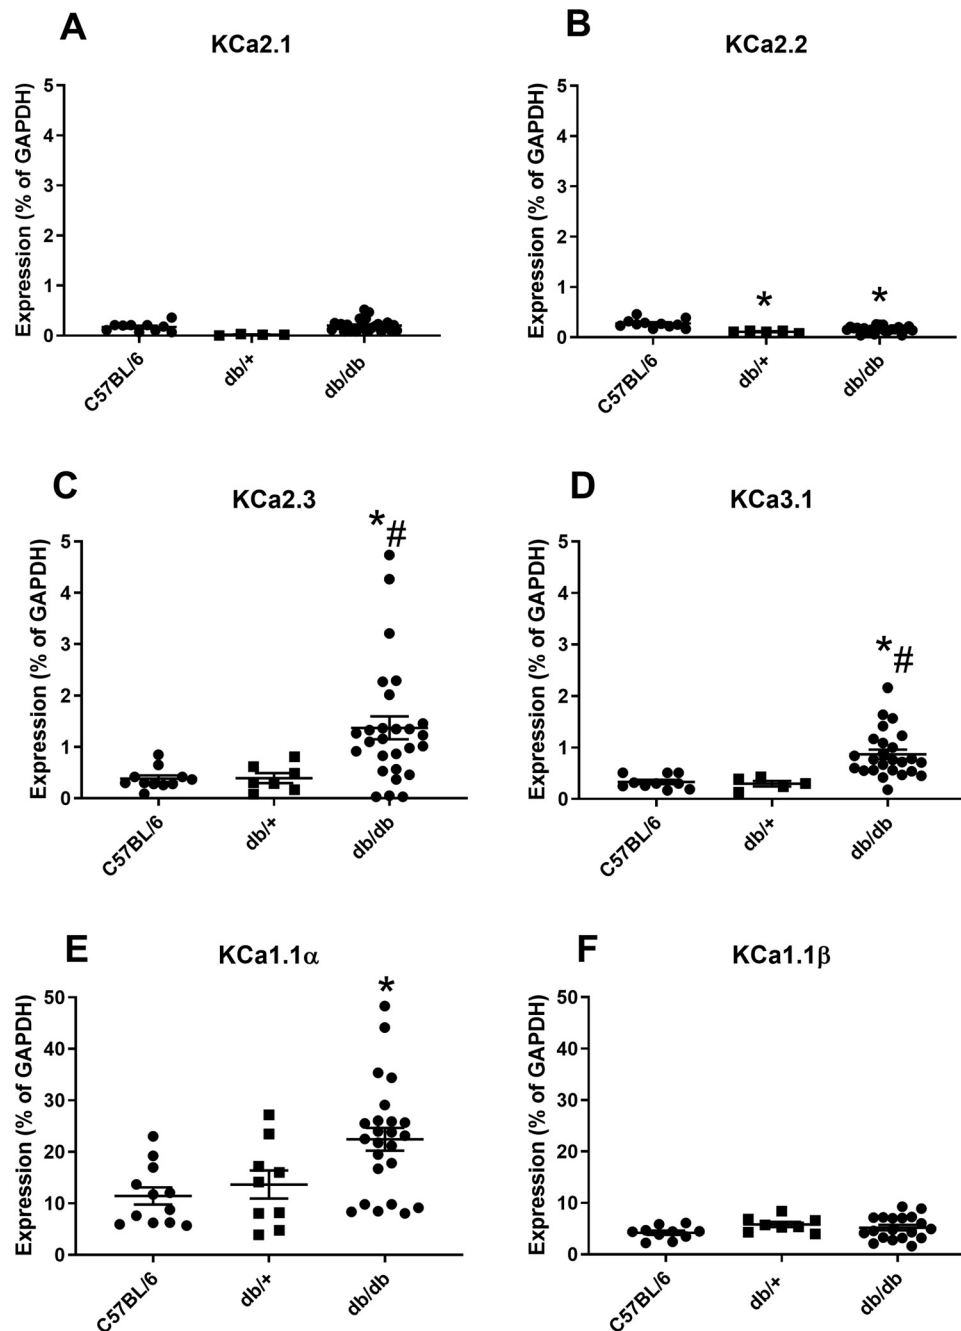 A
KCa2.1
Expression (% of GAPDH)
5
4
3
2
1
0
C57BL/6
db/+
db/db
B
KCa2.2
Expression (% of GAPDH)
5
4
3
2
1
0
*
*
C57BL/6
db/+
db/db
C
KCa2.3
Expression (% of GAPDH)
5
4
3
2
1
0
*#
C57BL/6
db/+
db/db
D
KCa3.1
Expression (% of GAPDH)
5
4
3
2
1
0
*#
C57BL/6
db/+
db/db
E
KCa1.1α
Expression (% of GAPDH)
50
40
30
20
10
0
*
C57BL/6
db/+
db/db
F
KCa1.1β
Expression (% of GAPDH)
50
40
30
20
10
0
C57BL/6
db/+
db/db